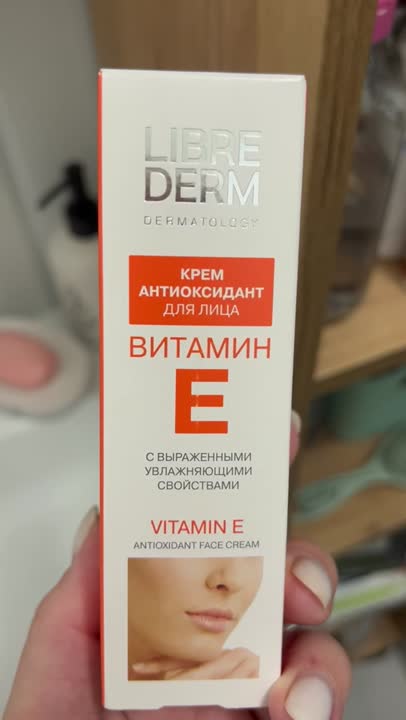 LIBRE
DERM
DERMATOLOGY
КРЕМ
АНТИОКСИДАНТ
ДЛЯ ЛИЦА
ВИТАМИН
Е
С ВЫРАЖЕННЫМИ
УВЛАЖНЯЮЩИМИ
СВОЙСТВАМИ
VITAMIN E
ANTIOXIDANT FACE CREAM